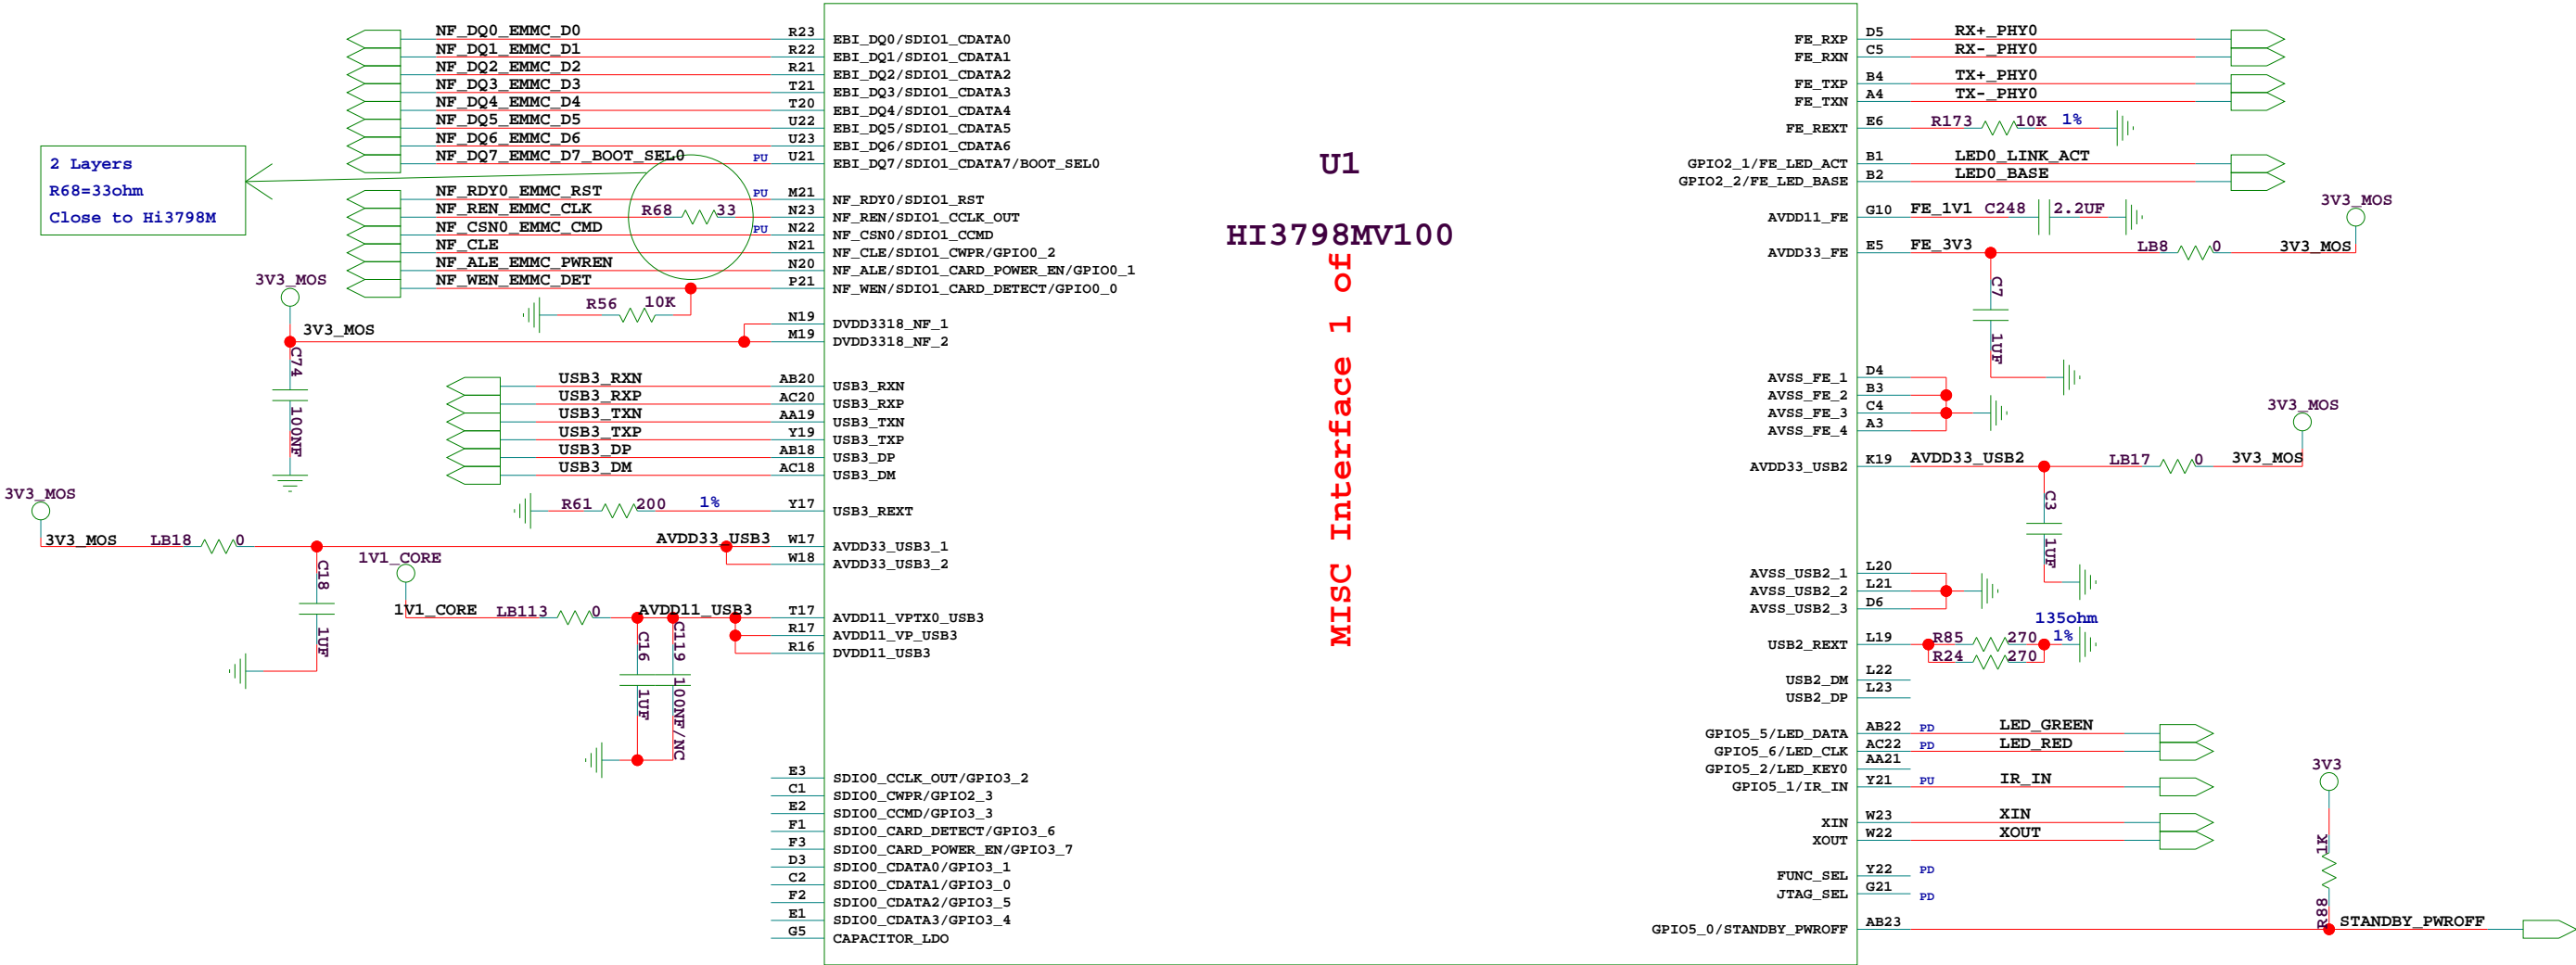 NF_DQ0_EMMC_D0 R23 EBI_DQ0/SDIO1_CDATA0
NF_DQ1_EMMC_D1 R22 EBI_DQ1/SDIO1_CDATA1
NF_DQ2_EMMC_D2 R21 EBI_DQ2/SDIO1_CDATA2
NF_DQ3_EMMC_D3 T21 EBI_DQ3/SDIO1_CDATA3
NF_DQ4_EMMC_D4 T20 EBI_DQ4/SDIO1_CDATA4
NF_DQ5_EMMC_D5 U22 EBI_DQ5/SDIO1_CDATA5
NF_DQ6_EMMC_D6 U23 EBI_DQ6/SDIO1_CDATA6
NF_DQ7_EMMC_D7_BOOT_SEL0 PU U21 EBI_DQ7/SDIO1_CDATA7/BOOT_SEL0
2 Layers
R68=33ohm
Close to Hi3798M
NF_RDY0_EMMC_RST PU M21 NF_RDY0/SDIO1_RST
NF_REN_EMMC_CLK R68 33 N23 NF_REN/SDIO1_CCLK_OUT
NF_CSN0_EMMC_CMD PU N22 NF_CSN0/SDIO1_CCMD
NF_CLE N21 NF_CLE/SDIO1_CWPR/GPIO0_2
NF_ALE_EMMC_PWREN N20 NF_ALE/SDIO1_CARD_POWER_EN/GPIO0_1
NF_WEN_EMMC_DET P21 NF_WEN/SDIO1_CARD_DETECT/GPIO0_0
R56 10K
3V3_MOS
3V3_MOS
N19 DVDD3318_NF_1
M19 DVDD3318_NF_2
C74
100NF
USB3_RXN AB20 USB3_RXN
USB3_RXP AC20 USB3_RXP
USB3_TXN AA19 USB3_TXN
USB3_TXP Y19 USB3_TXP
USB3_DP AB18 USB3_DP
USB3_DM AC18 USB3_DM
R61 200 1% Y17 USB3_REXT
3V3_MOS
3V3_MOS LB18 0 AVDD33_USB3 W17 AVDD33_USB3_1
W18 AVDD33_USB3_2
C18
1UF
1V1_CORE
1V1_CORE LB113 0 AVDD11_USB3 T17 AVDD11_VPTX0_USB3
R17 AVDD11_VP_USB3
R16 DVDD11_USB3
C16
1UF
C119
100NF/NC
E3 SDIO0_CCLK_OUT/GPIO3_2
C1 SDIO0_CWPR/GPIO2_3
E2 SDIO0_CCMD/GPIO3_3
F1 SDIO0_CARD_DETECT/GPIO3_6
F3 SDIO0_CARD_POWER_EN/GPIO3_7
D3 SDIO0_CDATA0/GPIO3_1
C2 SDIO0_CDATA1/GPIO3_0
F2 SDIO0_CDATA2/GPIO3_5
E1 SDIO0_CDATA3/GPIO3_4
G5 CAPACITOR_LDO
U1
HI3798MV100
MISC Interface 1 of
FE_RXP D5 RX+_PHY0
FE_RXN C5 RX-_PHY0
FE_TXP B4 TX+_PHY0
FE_TXN A4 TX-_PHY0
FE_REXT E6 R173 10K 1%
GPIO2_1/FE_LED_ACT B1 LED0_LINK_ACT
GPIO2_2/FE_LED_BASE B2 LED0_BASE
AVDD11_FE G10 FE_1V1 C248 2.2UF
3V3_MOS
AVDD33_FE E5 FE_3V3 LB8 0 3V3_MOS
C7
1UF
AVSS_FE_1 D4
AVSS_FE_2 B3
AVSS_FE_3 C4
AVSS_FE_4 A3
3V3_MOS
AVDD33_USB2 K19 AVDD33_USB2 LB17 0 3V3_MOS
C3
1UF
AVSS_USB2_1 L20
AVSS_USB2_2 L21
AVSS_USB2_3 D6
135ohm
1%
USB2_REXT L19 R85 270
R24 270
USB2_DM L22
USB2_DP L23
GPIO5_5/LED_DATA AB22 PD LED_GREEN
GPIO5_6/LED_CLK AC22 PD LED_RED
GPIO5_2/LED_KEY0 AA21
GPIO5_1/IR_IN Y21 PU IR_IN
XIN W23 XIN
XOUT W22 XOUT
FUNC_SEL Y22 PD
JTAG_SEL G21 PD
3V3
1K
R88
GPIO5_0/STANDBY_PWROFF AB23 STANDBY_PWROFF